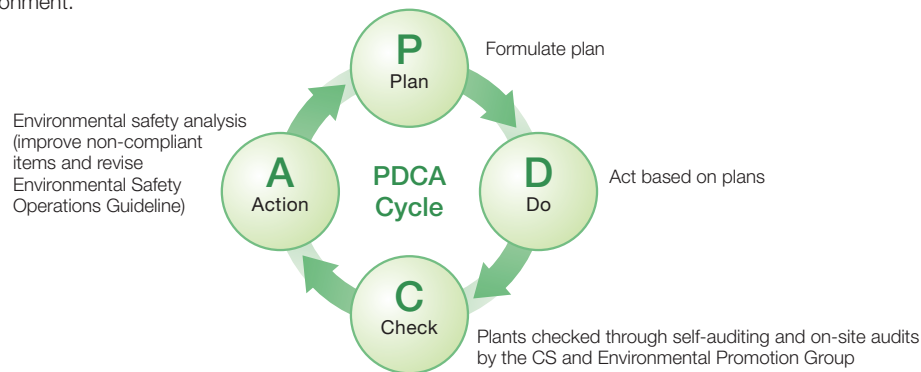 onment.
P
Plan
Formulate plan
Environmental safety analysis
(improve non-compliant
items and revise
Environmental Safety
Operations Guideline)
A
Action
PDCA
Cycle
D
Do
Act based on plans
C
Check
Plants checked through self-auditing and on-site audits
by the CS and Environmental Promotion Group